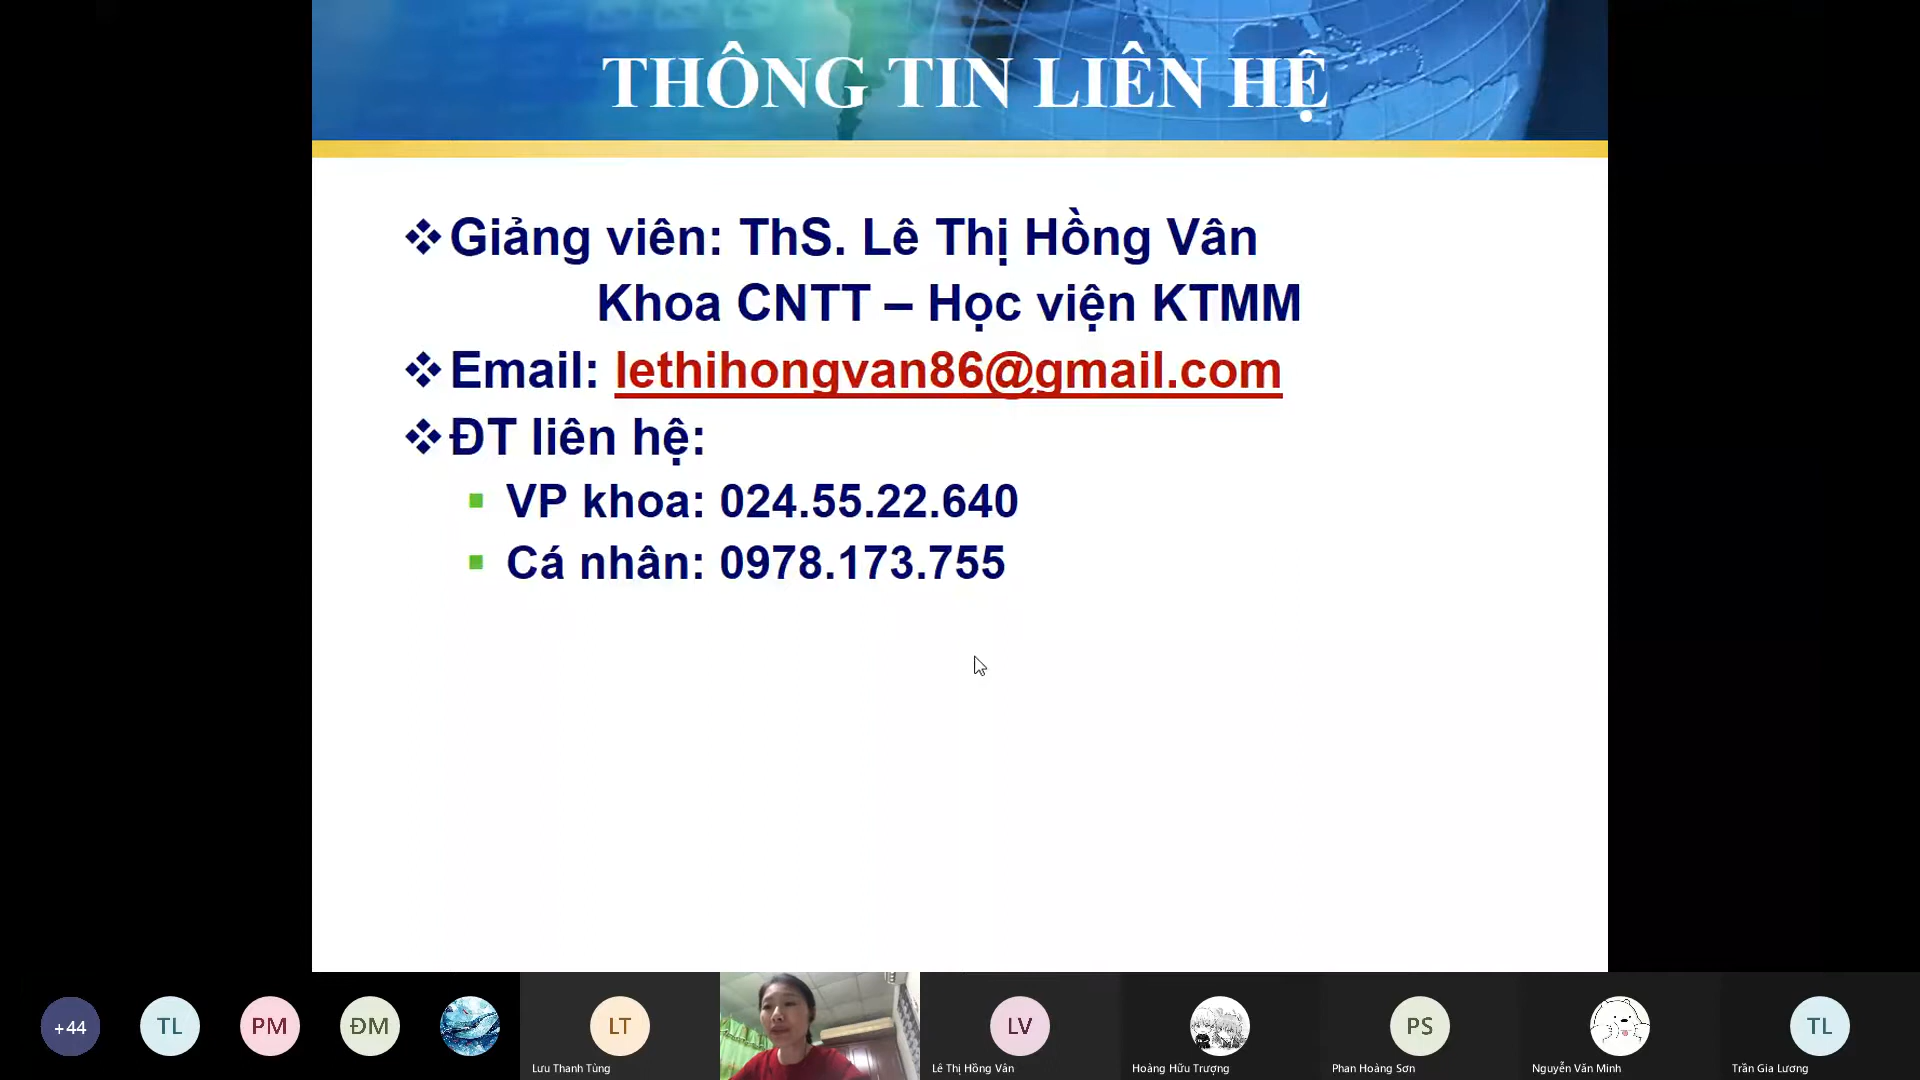 THÔNG TIN LIÊN HỆ
Giảng viên: ThS. Lê Thị Hồng Vân
Khoa CNTT – Học viện KTMM
Email: lethihongvan86@gmail.com
ĐT liên hệ:
VP khoa: 024.55.22.640
Cá nhân: 0978.173.755
+44
TL
PM
ĐM
LT
LV
PS
TL
Lưu Thanh Tùng
Lê Thị Hồng Vân
Hoàng Hữu Trượng
Phan Hoàng Sơn
Nguyễn Văn Minh
Trần Gia Lương